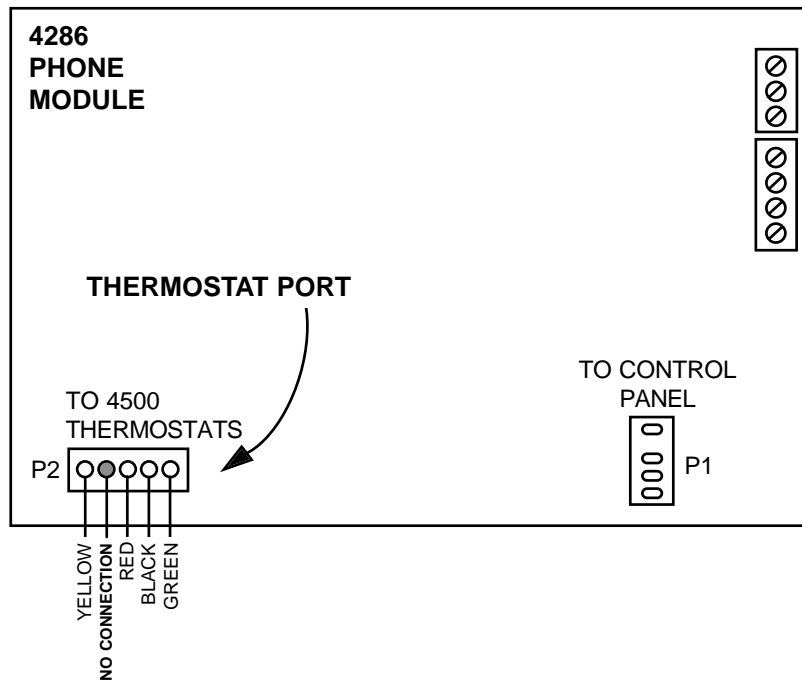 4286
PHONE
MODULE
THERMOSTAT PORT
TO 4500
THERMOSTATS
P2
TO CONTROL
PANEL
P1
YELLOW
NO CONNECTION
RED
BLACK
GREEN